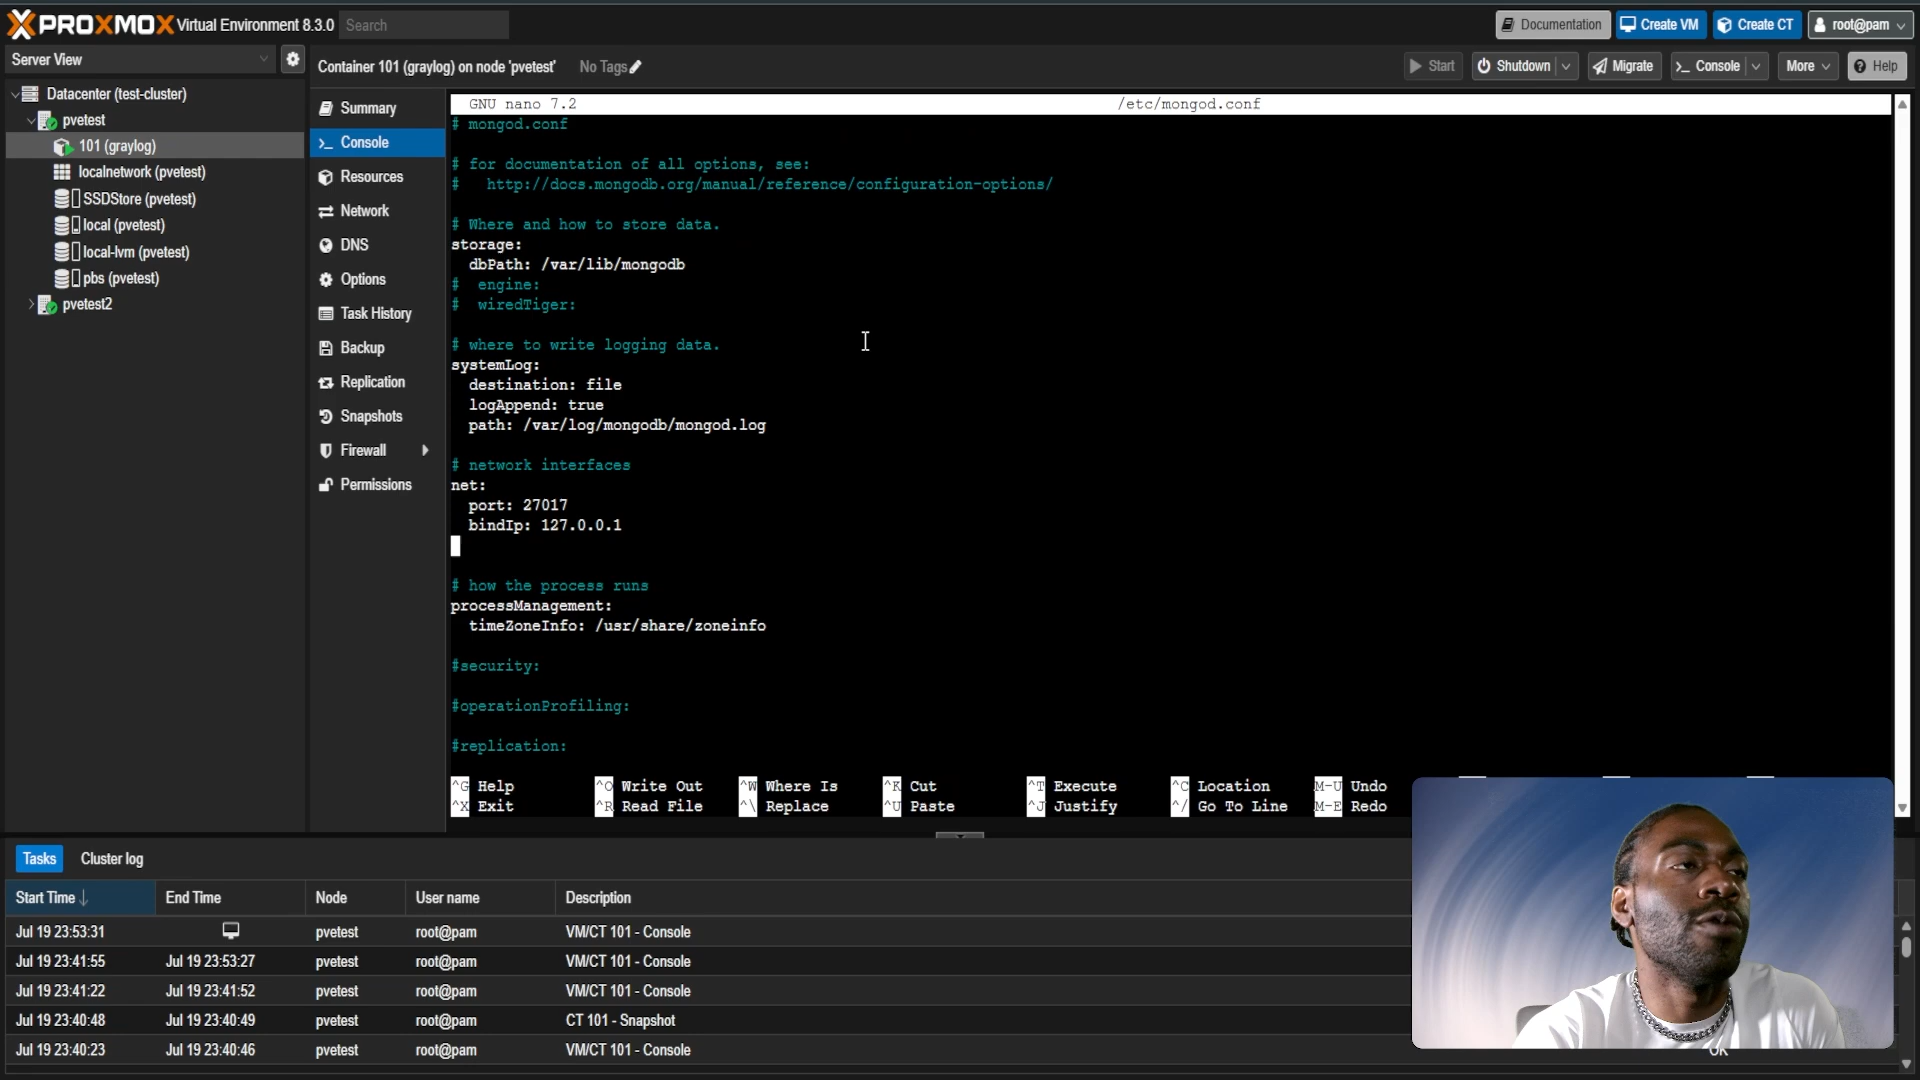 PROXMOX Virtual Environment 8.3.0 Search Documentation Create VM Create CT root@pam
Server View
Container 101 (graylog) on node 'pvetest' No Tags Start Shutdown Migrate >_ Console More Help
Datacenter (test-cluster)
pvetest
101 (graylog)
localnetwork (pvetest)
SSDStore (pvetest)
local (pvetest)
local-lvm (pvetest)
pbs (pvetest)
pvetest2
Summary
>_ Console
Resources
Network
DNS
Options
Task History
Backup
Replication
Snapshots
Firewall
Permissions
GNU nano 7.2 /etc/mongod.conf
# mongod.conf
# for documentation of all options, see:
# http://docs.mongodb.org/manual/reference/configuration-options/
# Where and how to store data.
storage:
dbPath: /var/lib/mongodb
# engine:
# wiredTiger:
# where to write logging data.
systemLog:
destination: file
logAppend: true
path: /var/log/mongodb/mongod.log
# network interfaces
net:
port: 27017
bindIp: 127.0.0.1
# how the process runs
processManagement:
timeZoneInfo: /usr/share/zoneinfo
#security:
#operationProfiling:
#replication:
^G Help ^O Write Out ^W Where Is ^K Cut ^T Execute ^C Location M-U Undo
^X Exit ^R Read File ^\ Replace ^U Paste ^J Justify ^/ Go To Line M-E Redo
Tasks Cluster log
Start Time End Time Node User name Description
Jul 19 23:53:31 pvetest root@pam VM/CT 101 - Console
Jul 19 23:41:55 Jul 19 23:53:27 pvetest root@pam VM/CT 101 - Console
Jul 19 23:41:22 Jul 19 23:41:52 pvetest root@pam VM/CT 101 - Console
Jul 19 23:40:48 Jul 19 23:40:49 pvetest root@pam CT 101 - Snapshot
Jul 19 23:40:23 Jul 19 23:40:46 pvetest root@pam VM/CT 101 - Console OK